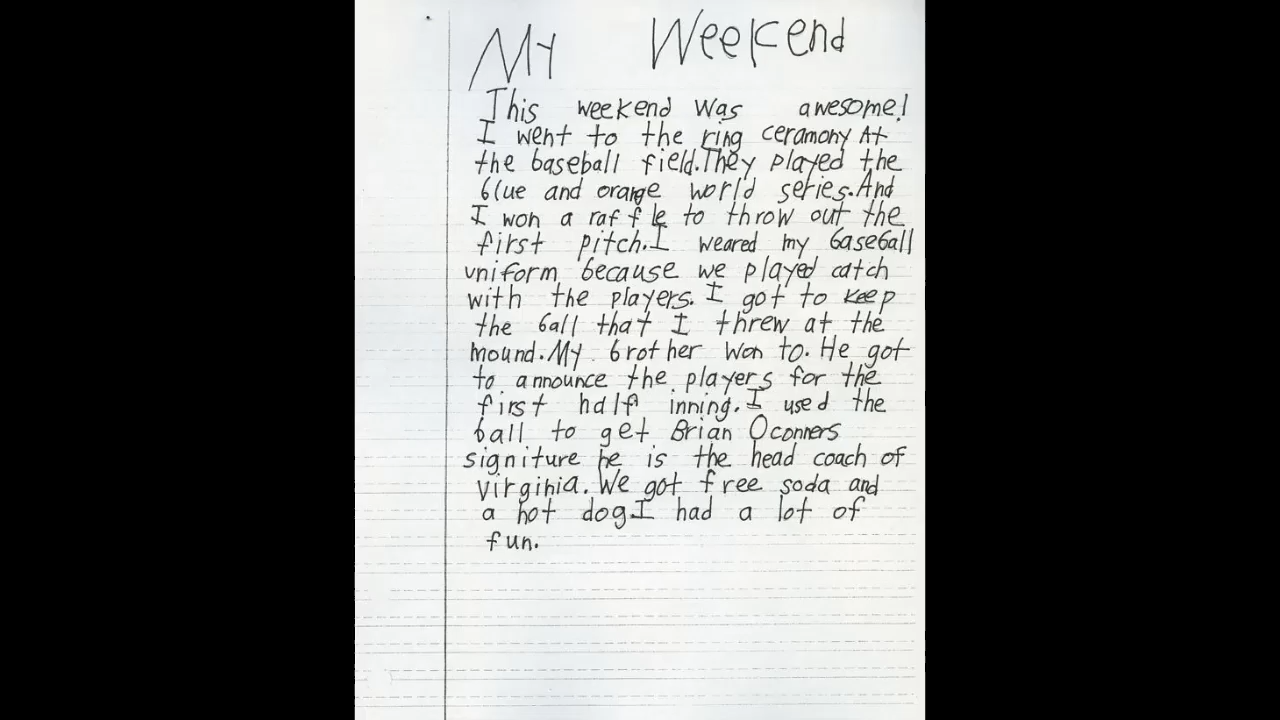 My Weekend
This weekend was awesome!
I went to the ring ceramony At
the baseball field.They played the
blue and orange world series.And
I won a raffle to throw out the
first pitch.I weared my baseball
uniform because we played catch
with the players. I got to keep
the ball that I threw at the
mound.My brother won to. He got
to announce the players for the
first half inning. I used the
ball to get Brian Oconners
signiture he is the head coach of
virginia. We got free soda and
a hot dog.I had a lot of
fun.